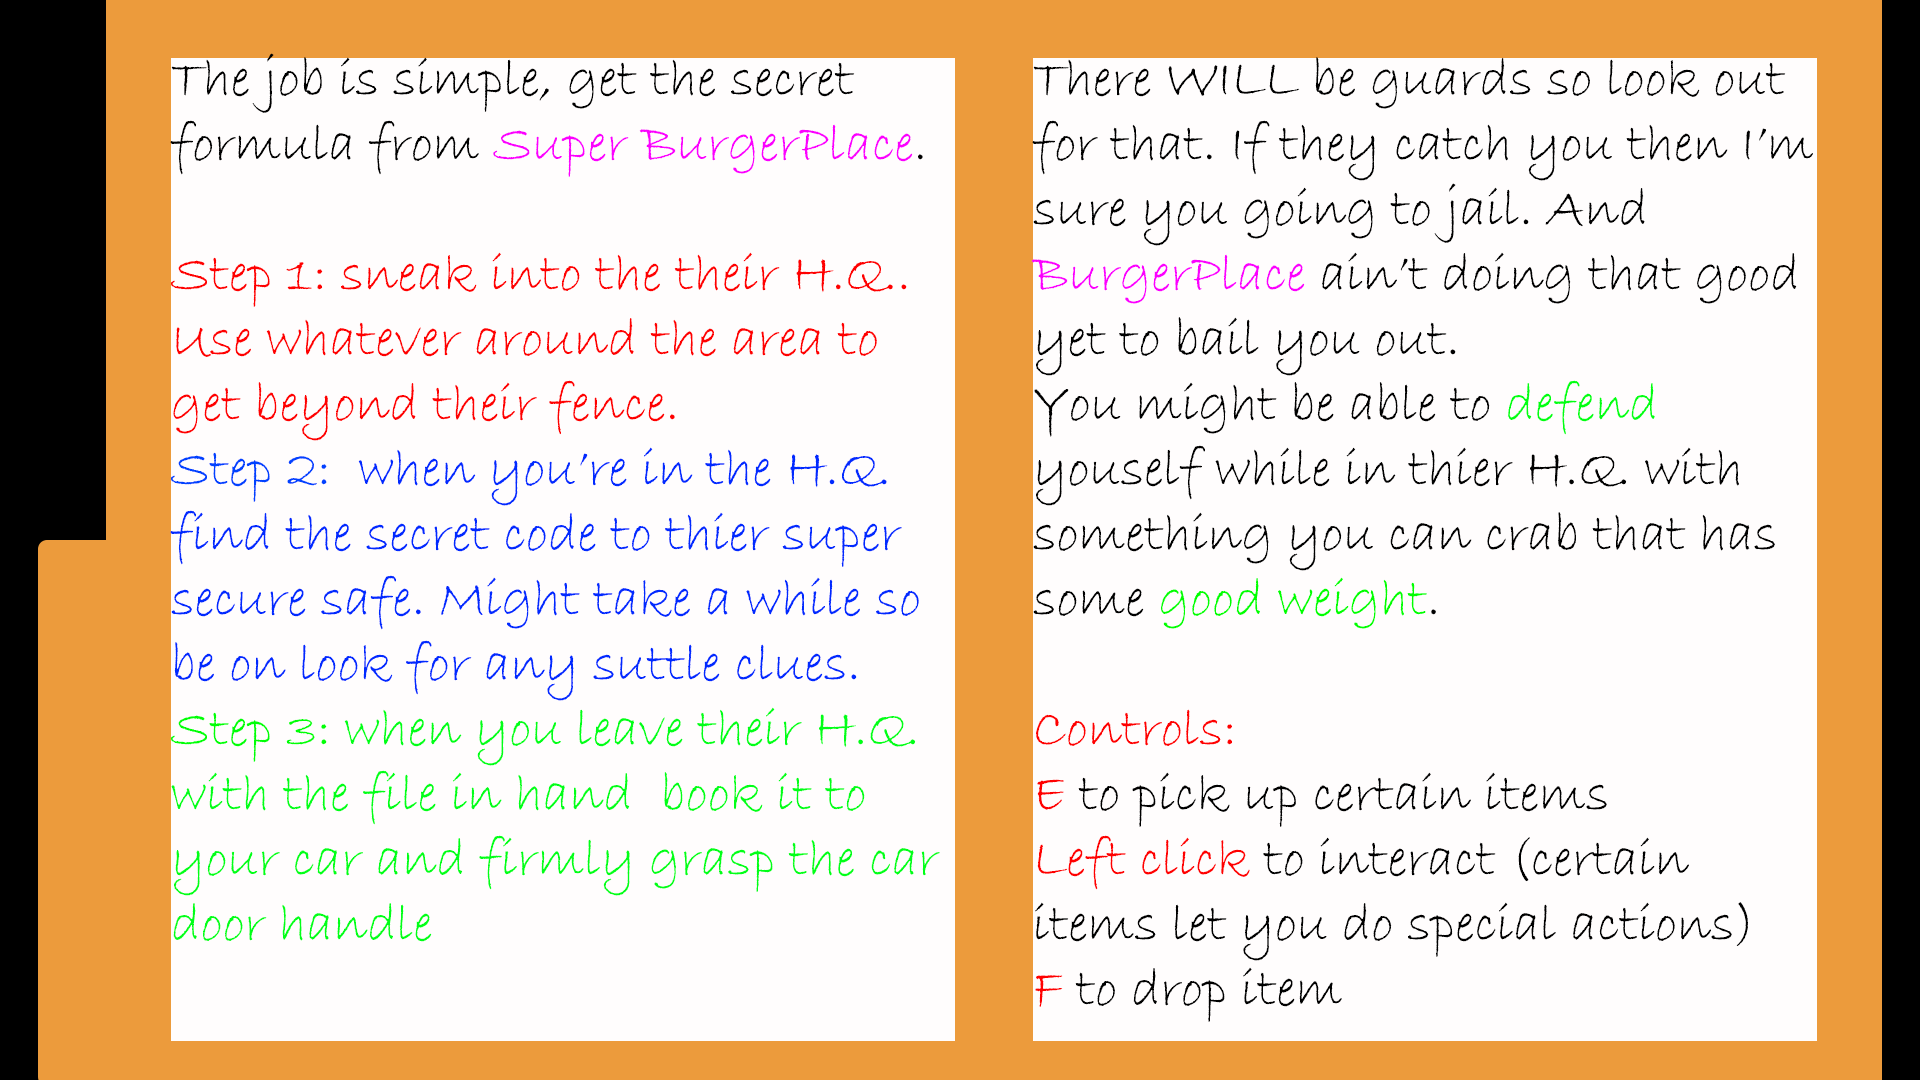 The job is simple, get the secret
formula from Super BurgerPlace.
Step 1: sneak into the their H.Q..
Use whatever around the area to
get beyond their fence.
Step 2: when you're in the H.Q.
find the secret code to thier super
secure safe. Might take a while so
be on look for any suttle clues.
Step 3: when you leave their H.Q.
with the file in hand book it to
your car and firmly grasp the car
door handle
There WILL be guards so look out
for that. If they catch you then I'm
sure you going to jail. And
BurgerPlace ain't doing that good
yet to bail you out.
You might be able to defend
youself while in thier H.Q. with
something you can crab that has
some good weight.
Controls:
E to pick up certain items
Left click to interact (certain
items let you do special actions)
F to drop item